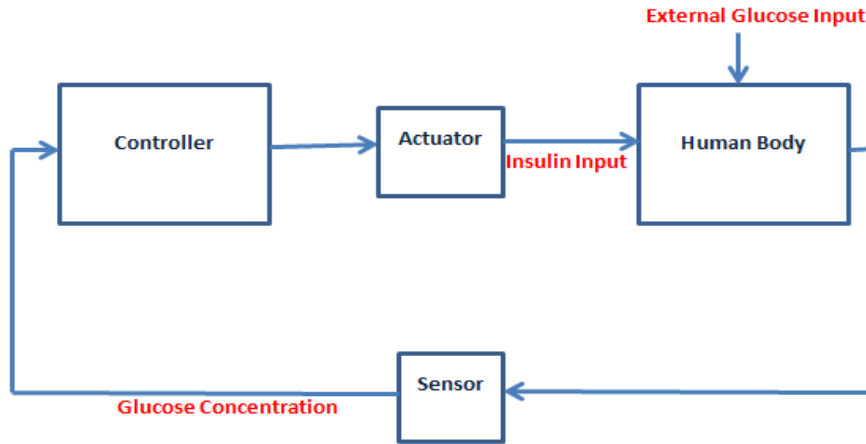 External Glucose Input
Controller
Actuator
Human Body
Insulin Input
Sensor
Glucose Concentration